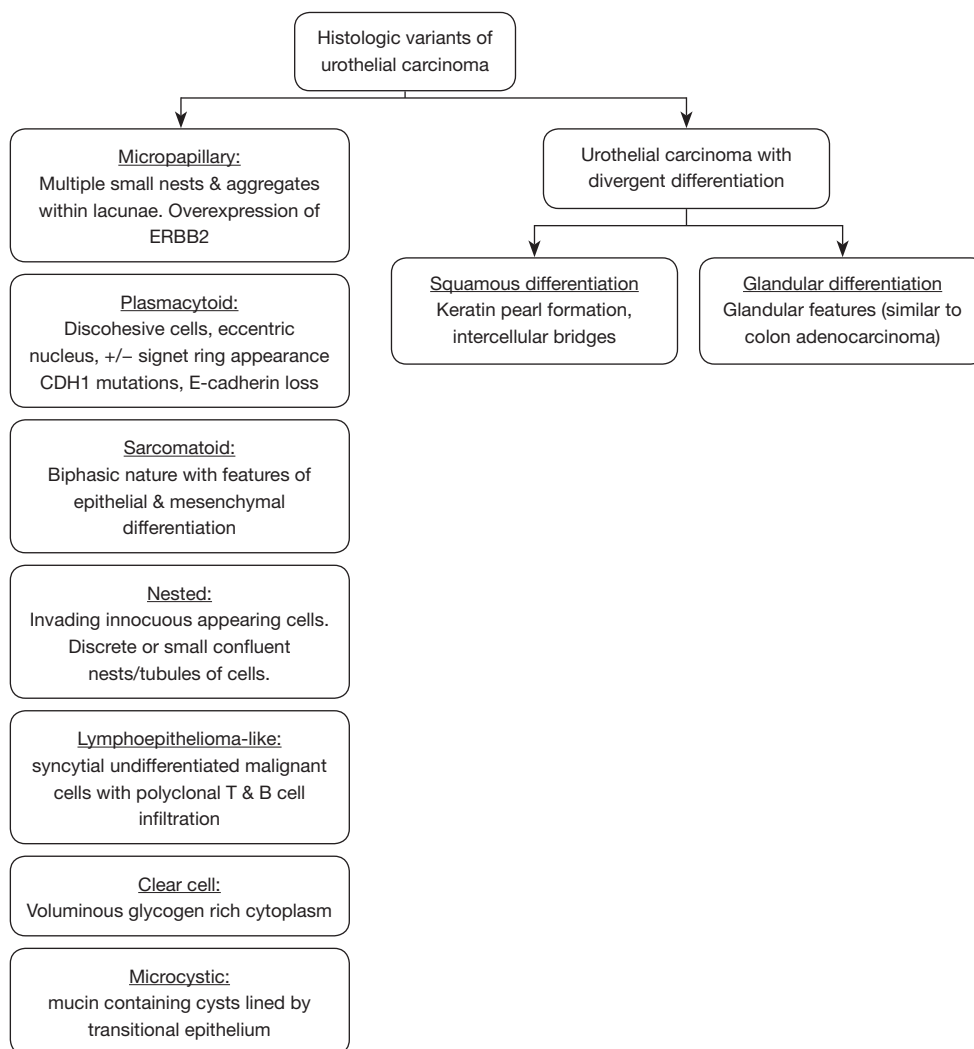 Histologic variants of
urothelial carcinoma
Micropapillary:
Multiple small nests & aggregates
within lacunae. Overexpression of
ERBB2
Plasmacytoid:
Discohesive cells, eccentric
nucleus, +/− signet ring appearance
CDH1 mutations, E-cadherin loss
Sarcomatoid:
Biphasic nature with features of
epithelial & mesenchymal
differentiation
Nested:
Invading innocuous appearing cells.
Discrete or small confluent
nests/tubules of cells.
Lymphoepithelioma-like:
syncytial undifferentiated malignant
cells with polyclonal T & B cell
infiltration
Clear cell:
Voluminous glycogen rich cytoplasm
Microcystic:
mucin containing cysts lined by
transitional epithelium
Urothelial carcinoma with
divergent differentiation
Squamous differentiation
Keratin pearl formation,
intercellular bridges
Glandular differentiation
Glandular features (similar to
colon adenocarcinoma)